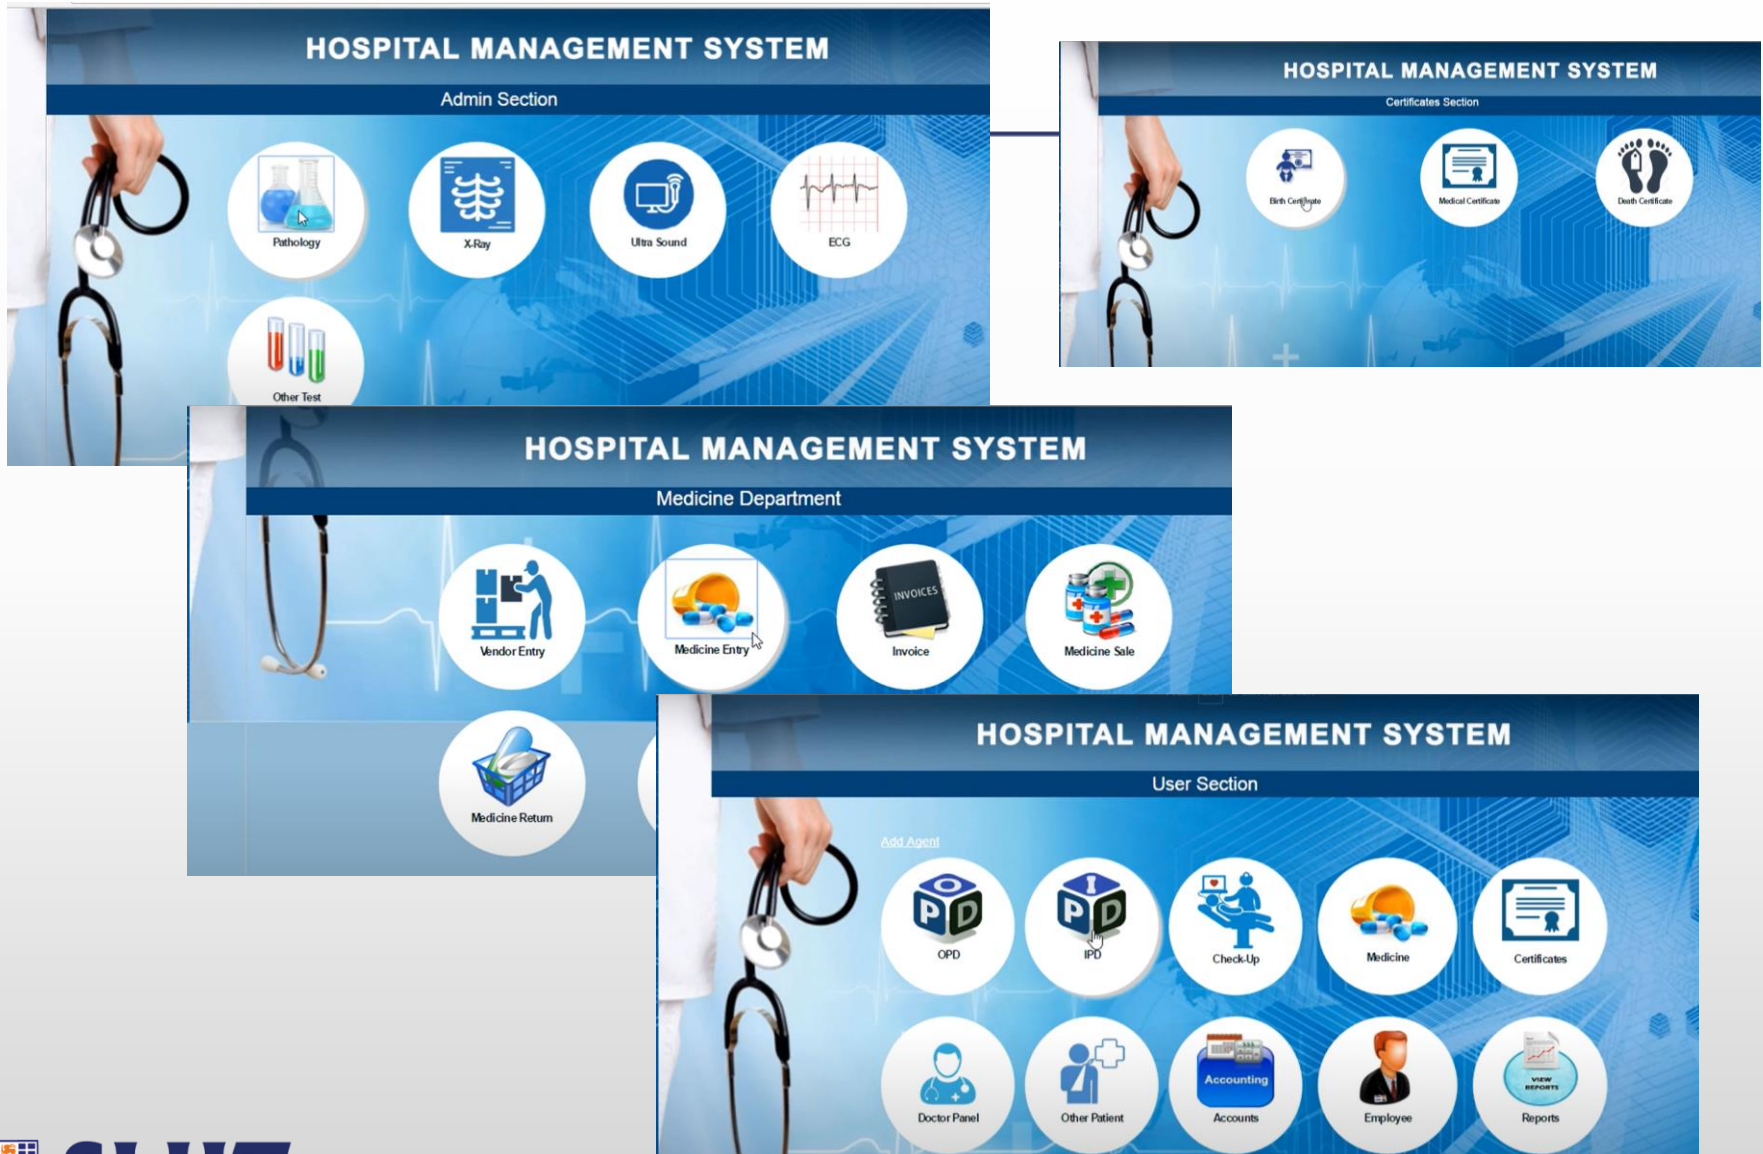 HOSPITAL MANAGEMENT SYSTEM
Admin Section
Pathology
X-Ray
Ultra Sound
ECG
Other Test
HOSPITAL MANAGEMENT SYSTEM
Certificates Section
Birth Certificate
Medical Certificate
Death Certificate
HOSPITAL MANAGEMENT SYSTEM
Medicine Department
INVOICES
Vendor Entry
Medicine Entry
Invoice
Medicine Sale
Medicine Return
HOSPITAL MANAGEMENT SYSTEM
User Section
Add Agent
O
P D
I
P D
OPD
IPD
Check-Up
Medicine
Certificates
Accounting
VIEW
REPORTS
Doctor Panel
Other Patient
Accounts
Employee
Reports